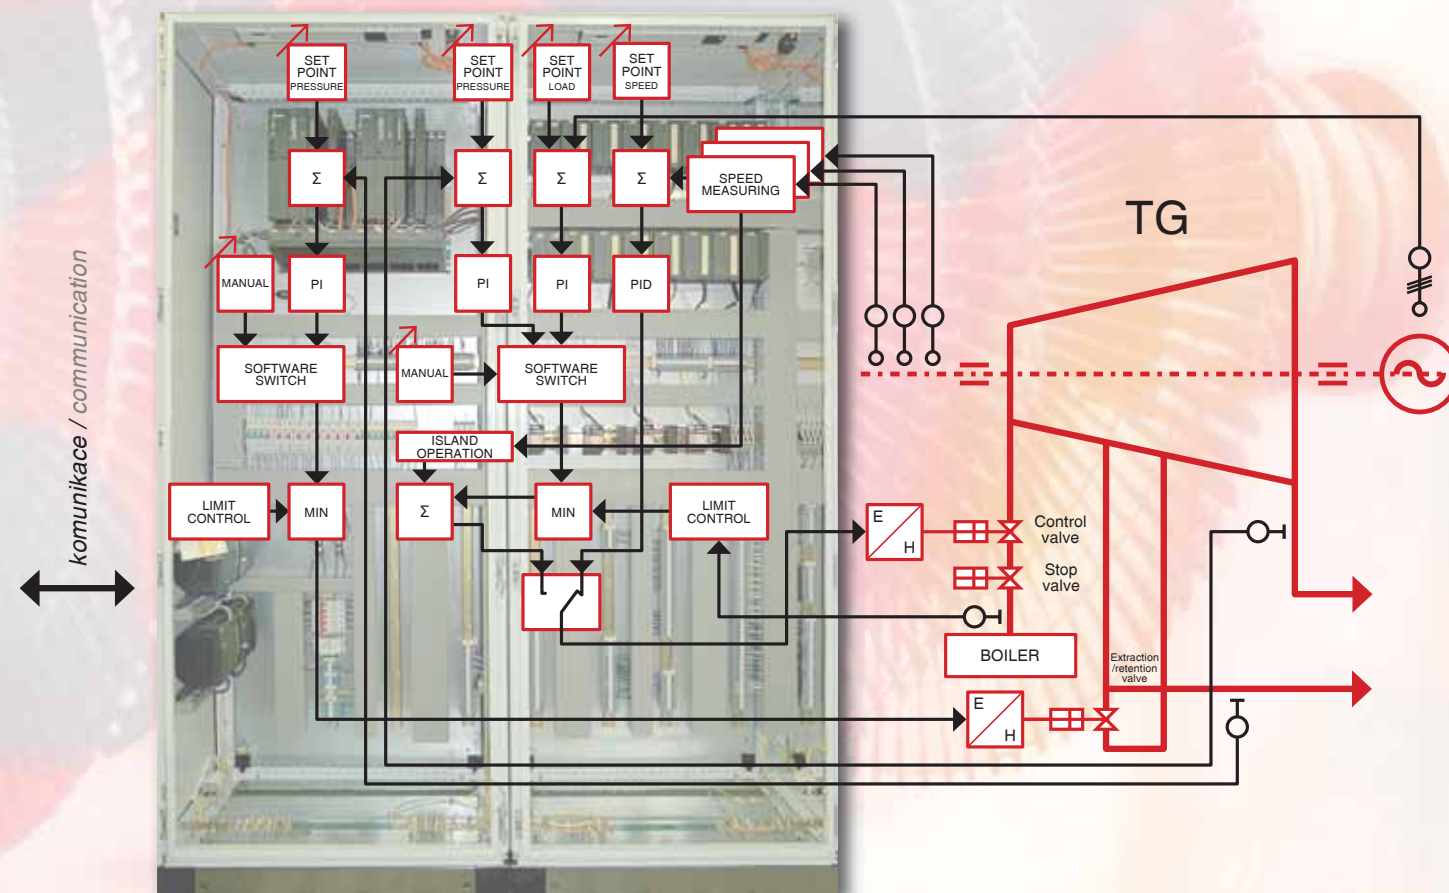 SET
POINT
PRESSURE
SET
POINT
PRESSURE
SET
POINT
LOAD
SET
POINT
SPEED
Σ
Σ
Σ
Σ
SPEED
MEASURING
TG
MANUAL
PI
PI
PI
PID
komunikace / communication
SOFTWARE
SWITCH
MANUAL
SOFTWARE
SWITCH
ISLAND
OPERATION
LIMIT
CONTROL
MIN
Σ
MIN
LIMIT
CONTROL
E
H
Control
valve
Stop
valve
BOILER
Extraction
/retention
valve
E
H